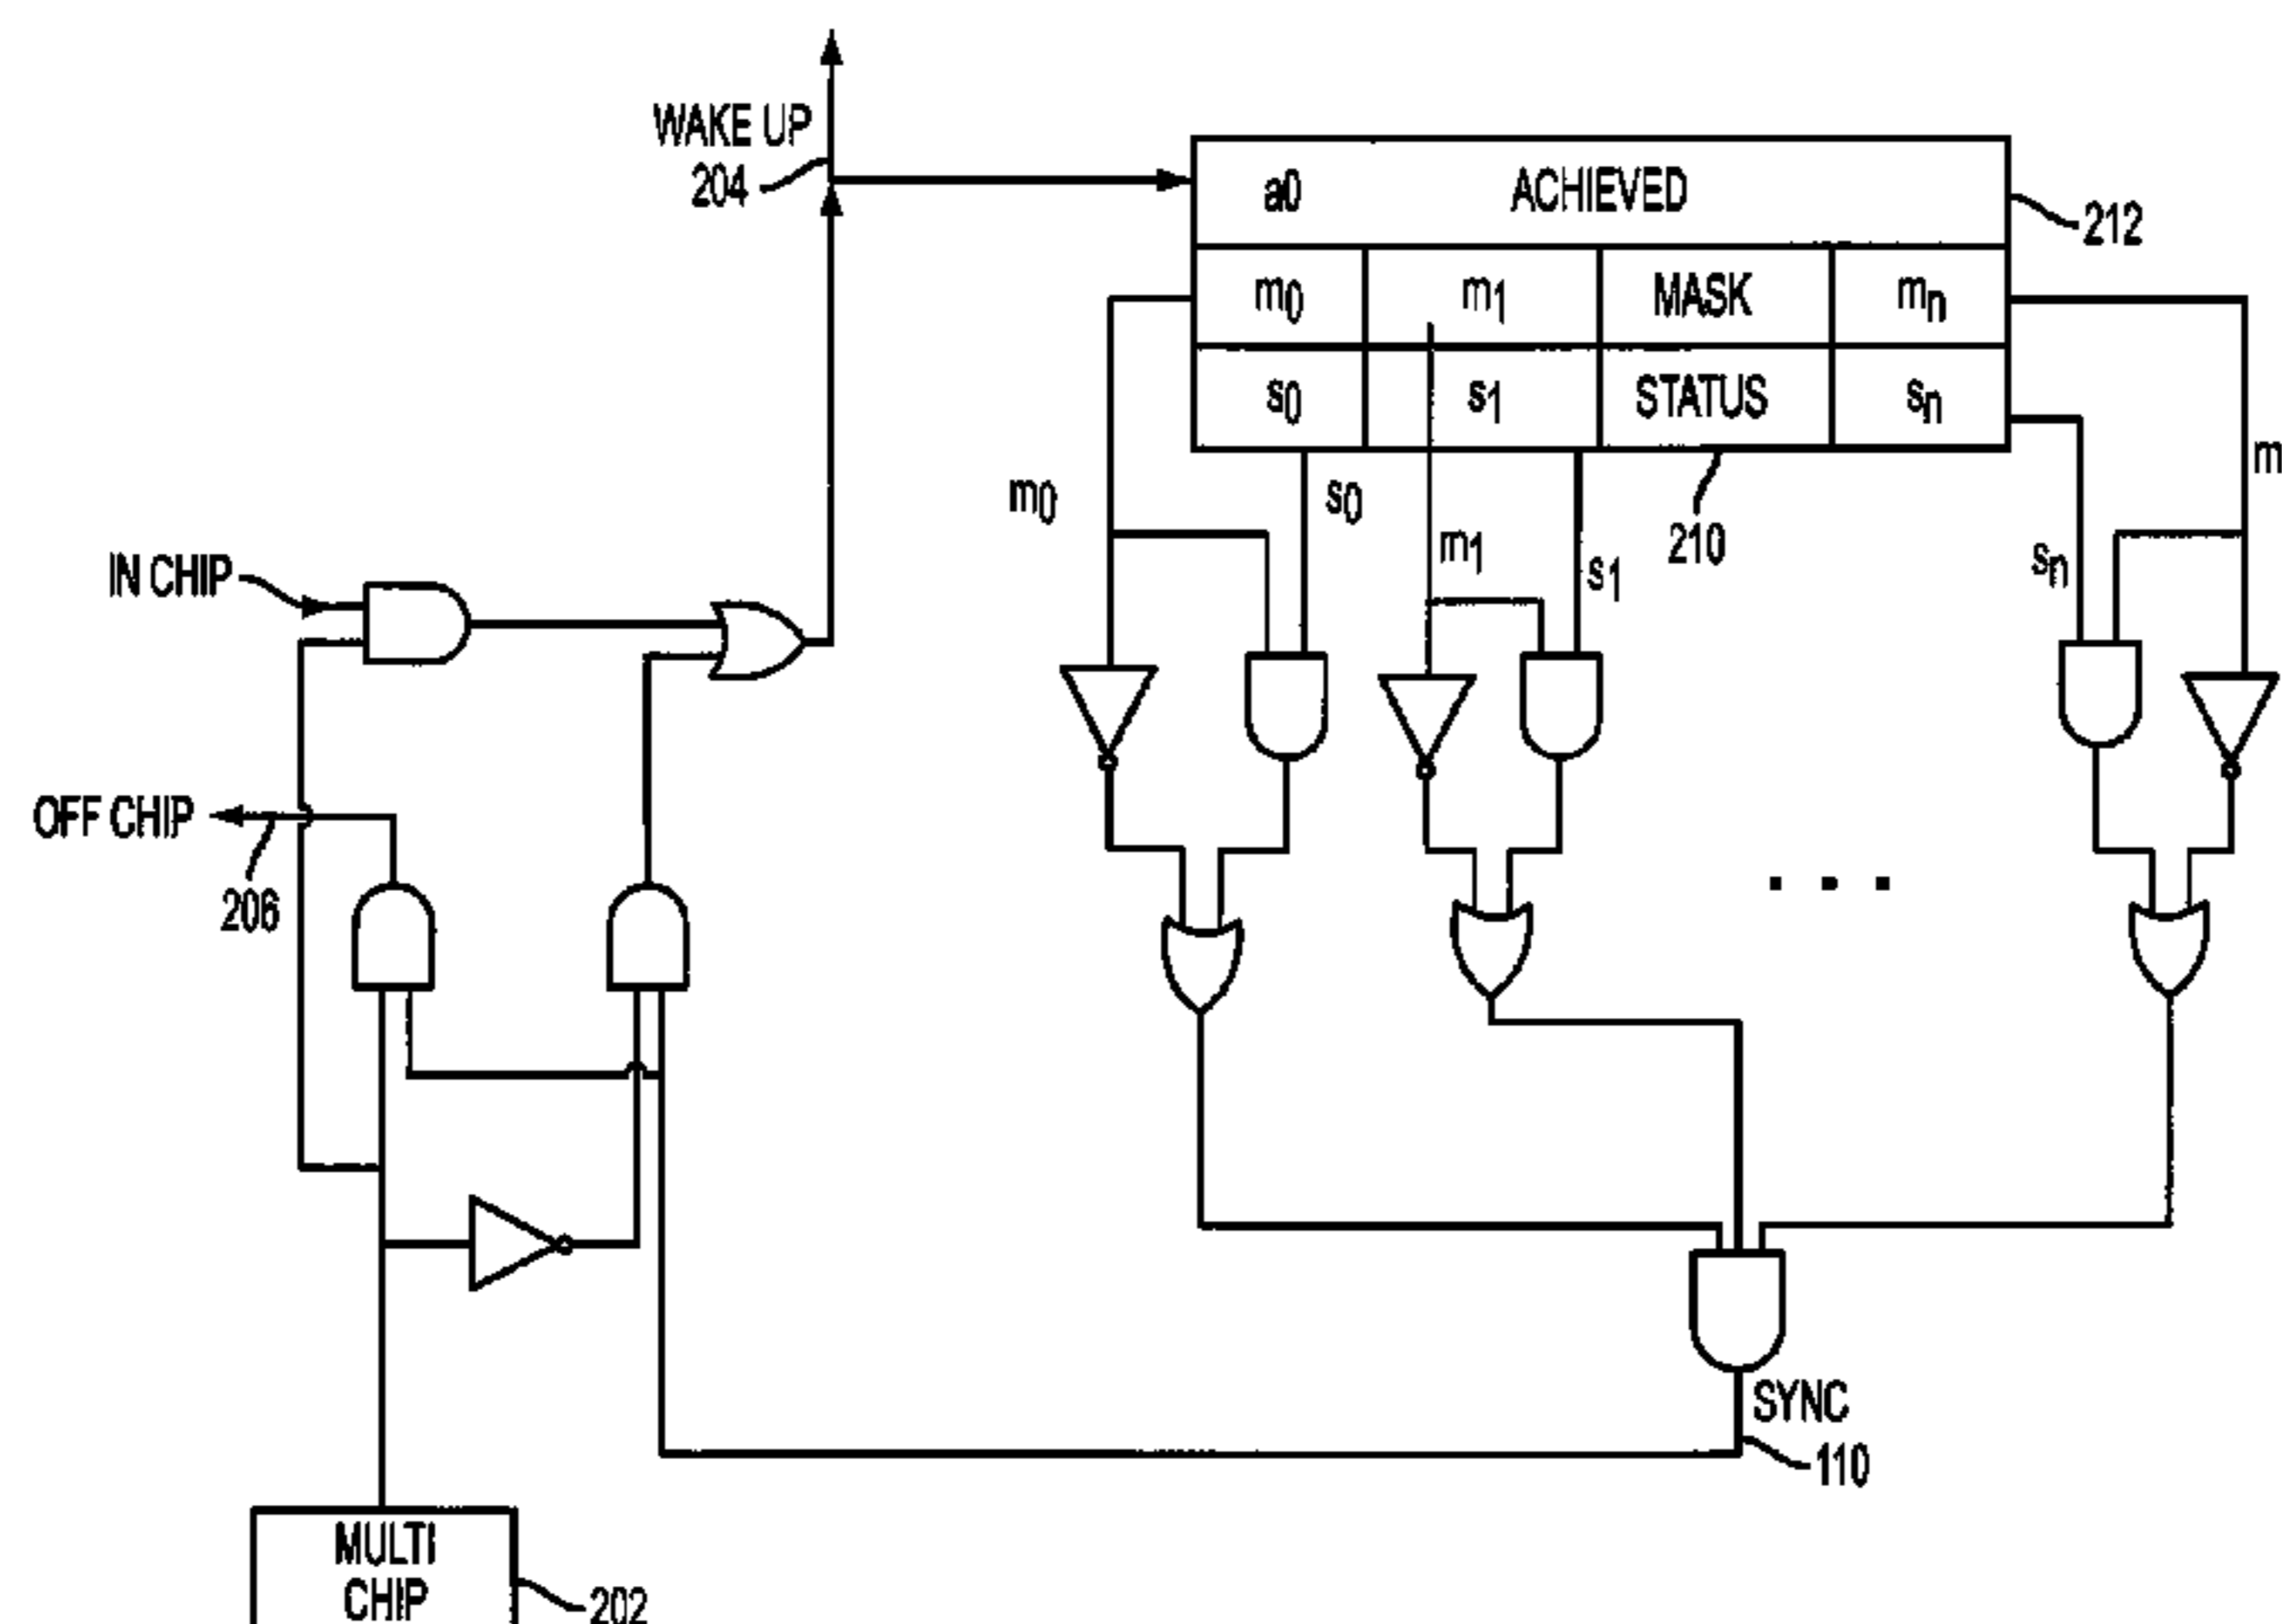 WAKE UP
204
a0 ACHIEVED
212
m0 m1 MASK mn
s0 s1 STATUS sn
m0
s0
m1
s1
210
sn
m
IN CHIP
OFF CHIP
206
SYNC
110
MULTI
CHIP
202